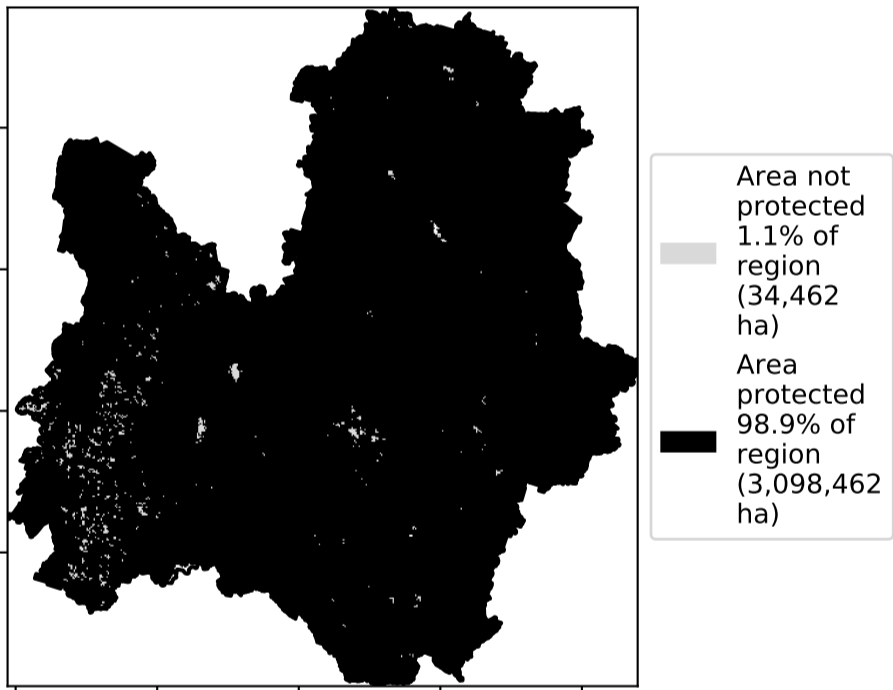 Area not
protected
1.1% of
region
(34,462
ha)
Area
protected
98.9% of
region
(3,098,462
ha)